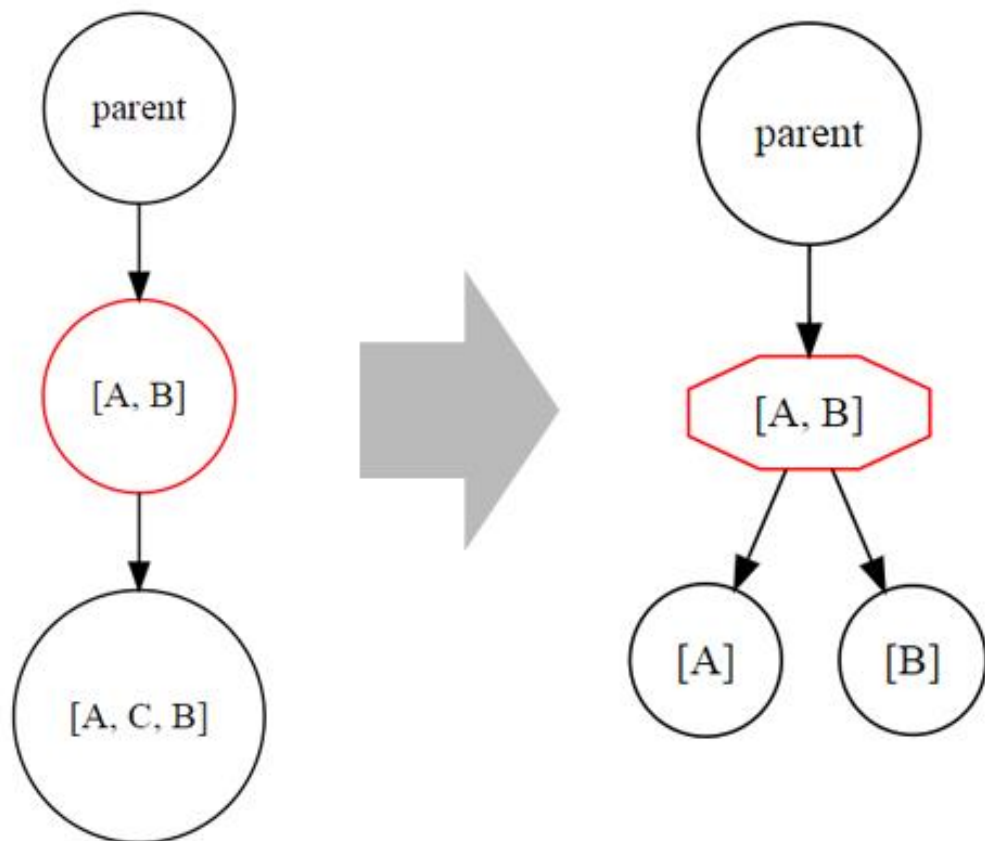 parent
[A, B]
[A, C, B]
parent
[A, B]
[A]
[B]